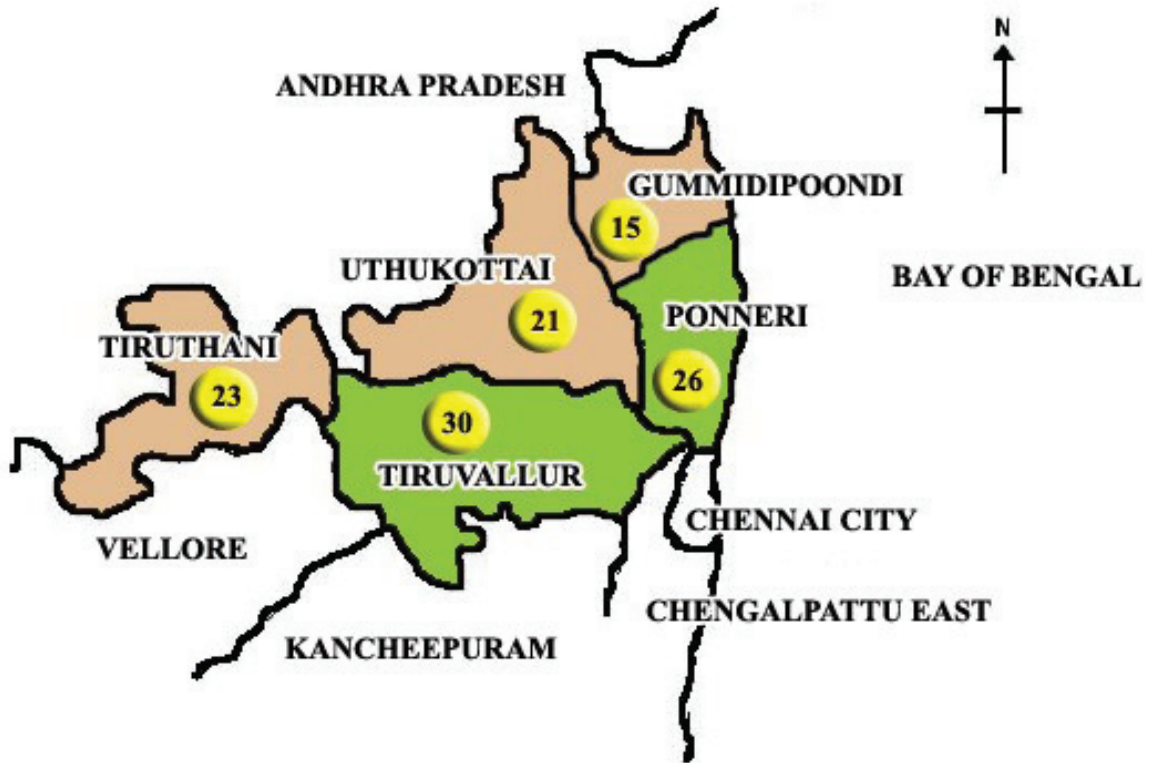 N
ANDHRA PRADESH
GUMMIDIPOONDI
15
UTHUKOTTAI
BAY OF BENGAL
21
PONNERI
TIRUTHANI
26
23
30
TIRUVALLUR
CHENNAI CITY
VELLORE
CHENGALPATTU EAST
KANCHEEPURAM